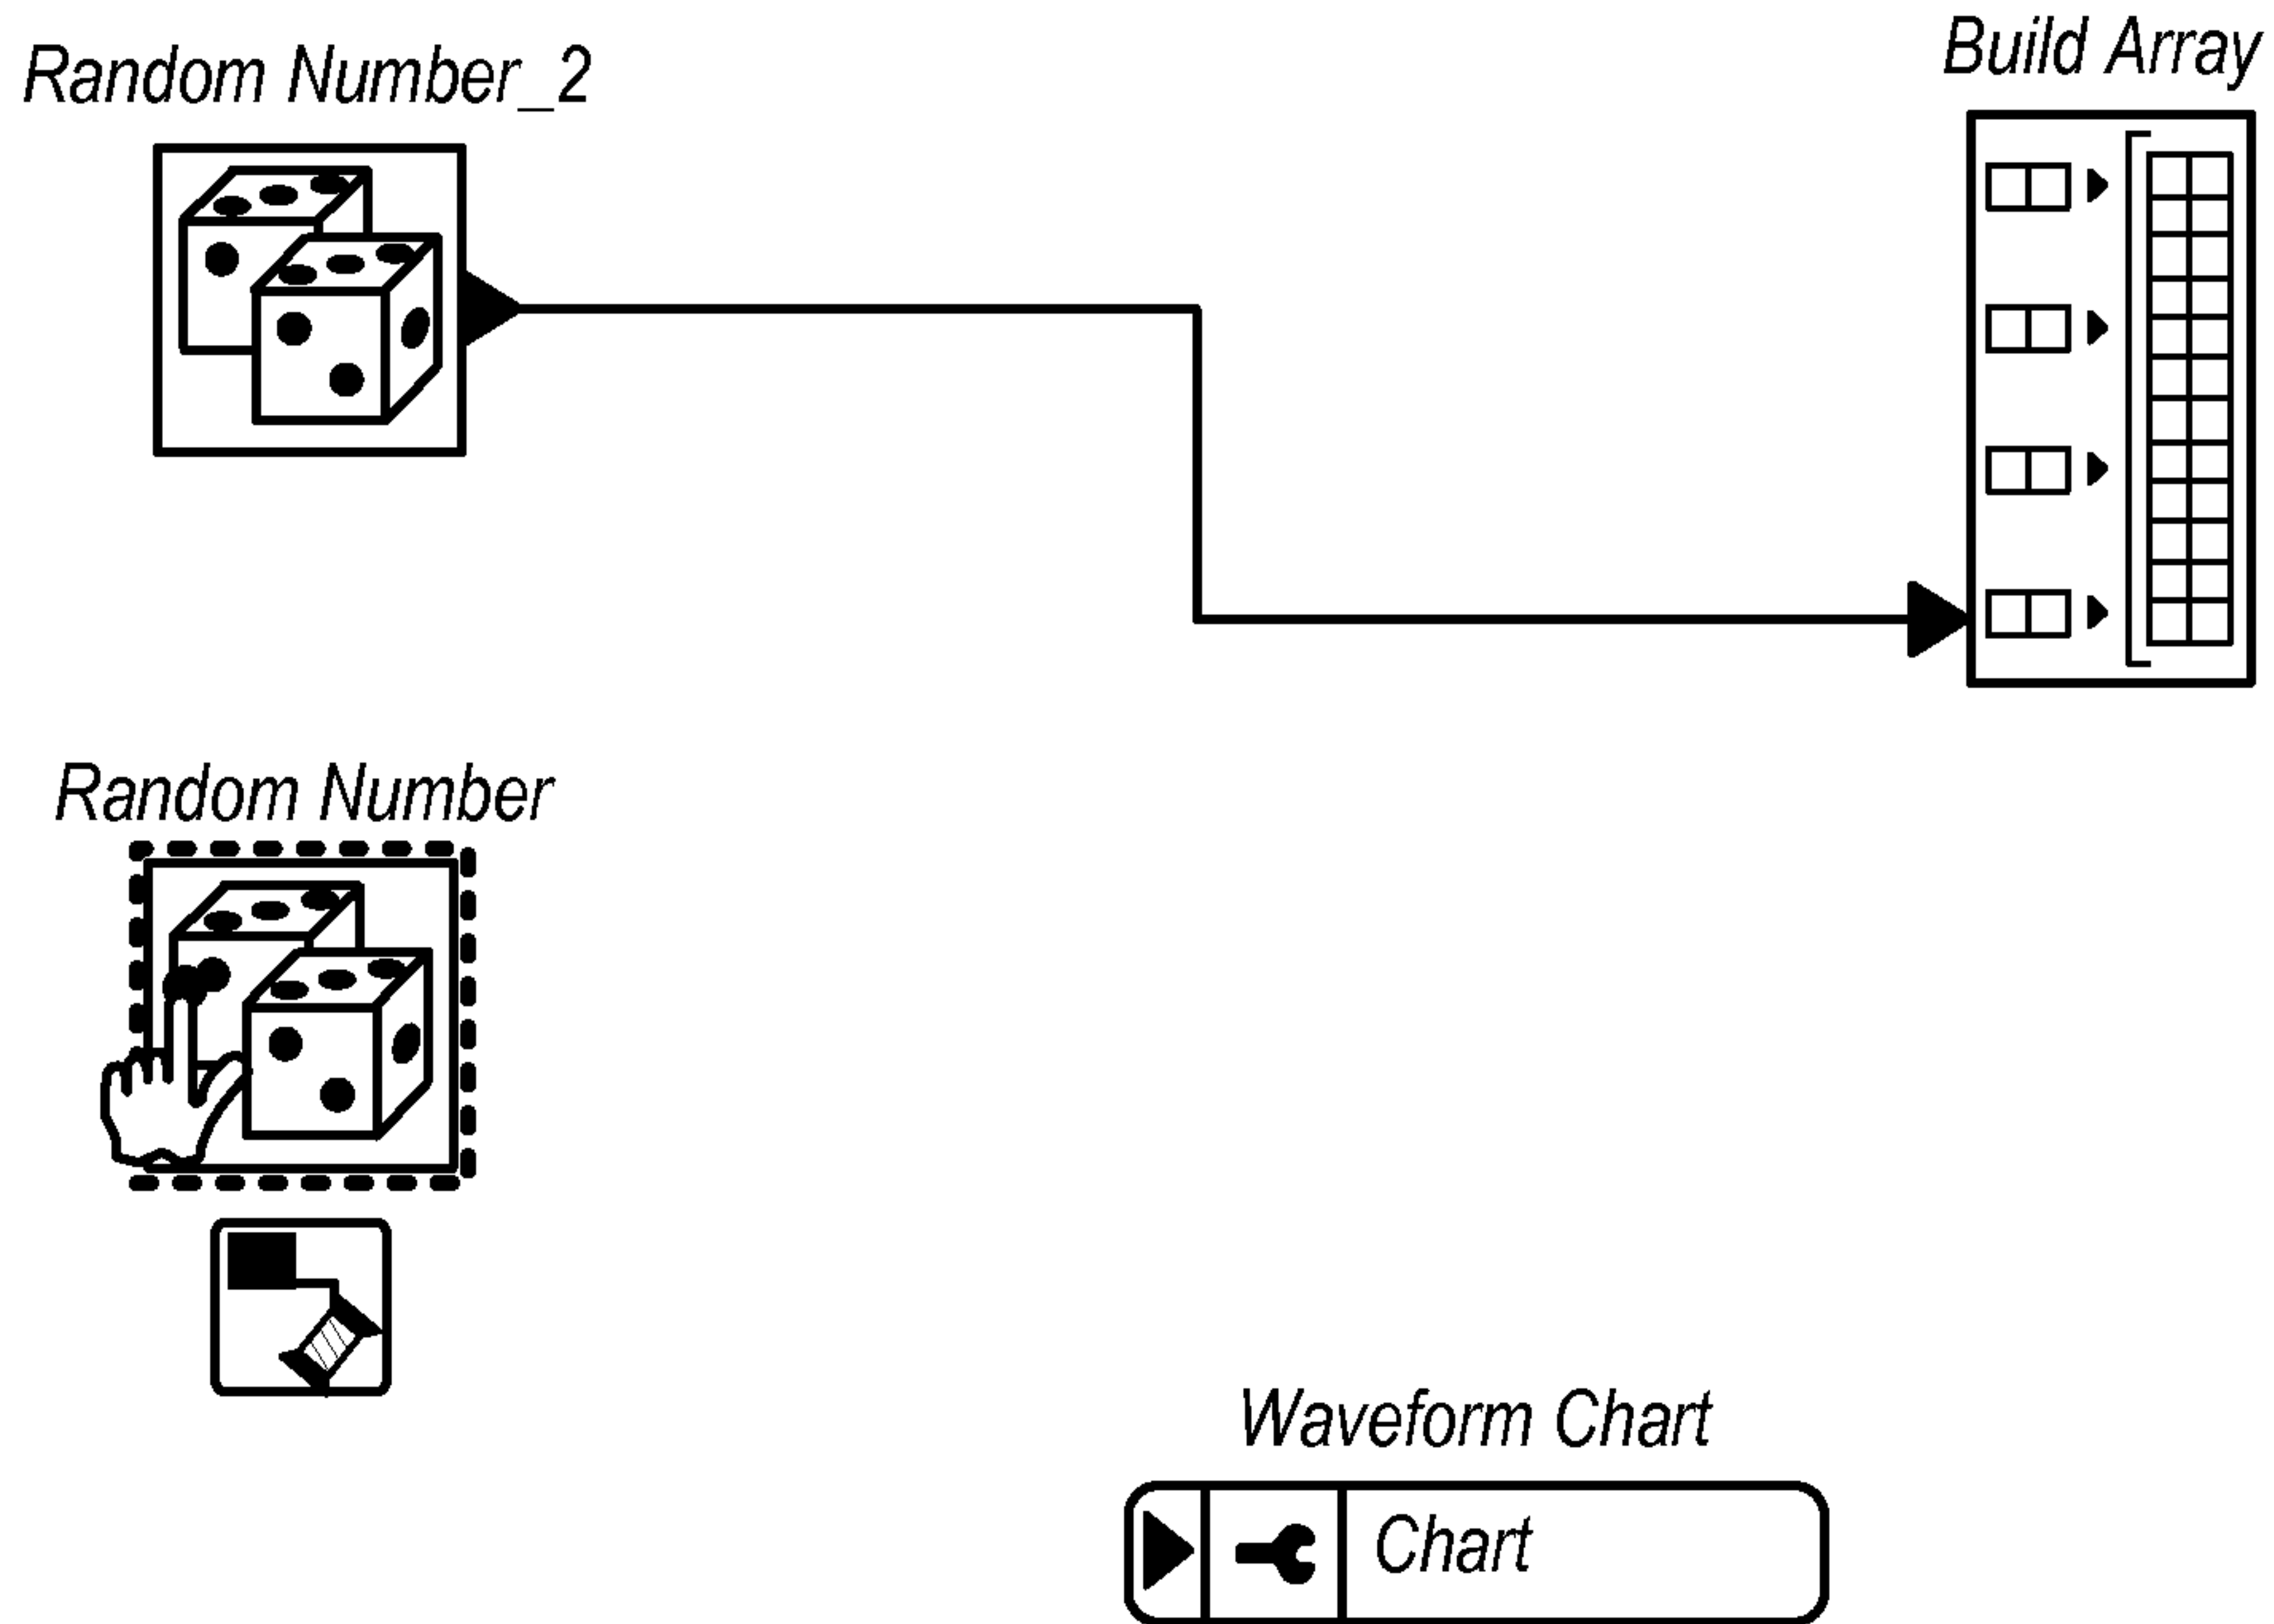 Random Number_2
Build Array
Random Number
Waveform Chart
Chart